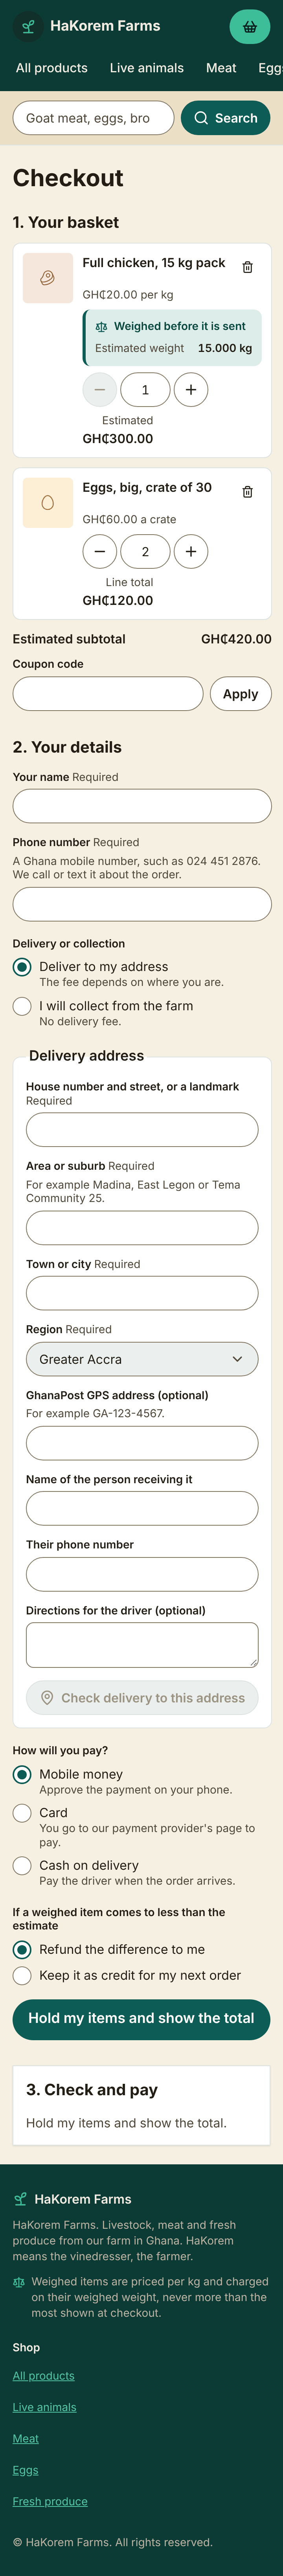 HaKorem Farms
All products Live animals Meat Eggs
Goat meat, eggs, bro
Search
Checkout
1. Your basket
Full chicken, 15 kg pack
GH₵20.00 per kg
Weighed before it is sent
Estimated weight 15.000 kg
1
Estimated
GH₵300.00
Eggs, big, crate of 30
GH₵60.00 a crate
2
Line total
GH₵120.00
Estimated subtotal GH₵420.00
Coupon code
Apply
2. Your details
Your name Required
Phone number Required
A Ghana mobile number, such as 024 451 2876.
We call or text it about the order.
Delivery or collection
Deliver to my address
The fee depends on where you are.
I will collect from the farm
No delivery fee.
Delivery address
House number and street, or a landmark
Required
Area or suburb Required
For example Madina, East Legon or Tema
Community 25.
Town or city Required
Region Required
Greater Accra
GhanaPost GPS address (optional)
For example GA-123-4567.
Name of the person receiving it
Their phone number
Directions for the driver (optional)
Check delivery to this address
How will you pay?
Mobile money
Approve the payment on your phone.
Card
You go to our payment provider's page to
pay.
Cash on delivery
Pay the driver when the order arrives.
If a weighed item comes to less than the
estimate
Refund the difference to me
Keep it as credit for my next order
Hold my items and show the total
3. Check and pay
Hold my items and show the total.
HaKorem Farms
HaKorem Farms. Livestock, meat and fresh
produce from our farm in Ghana. HaKorem
means the vinedresser, the farmer.
Weighed items are priced per kg and charged
on their weighed weight, never more than the
most shown at checkout.
Shop
All products
Live animals
Meat
Eggs
Fresh produce
© HaKorem Farms. All rights reserved.